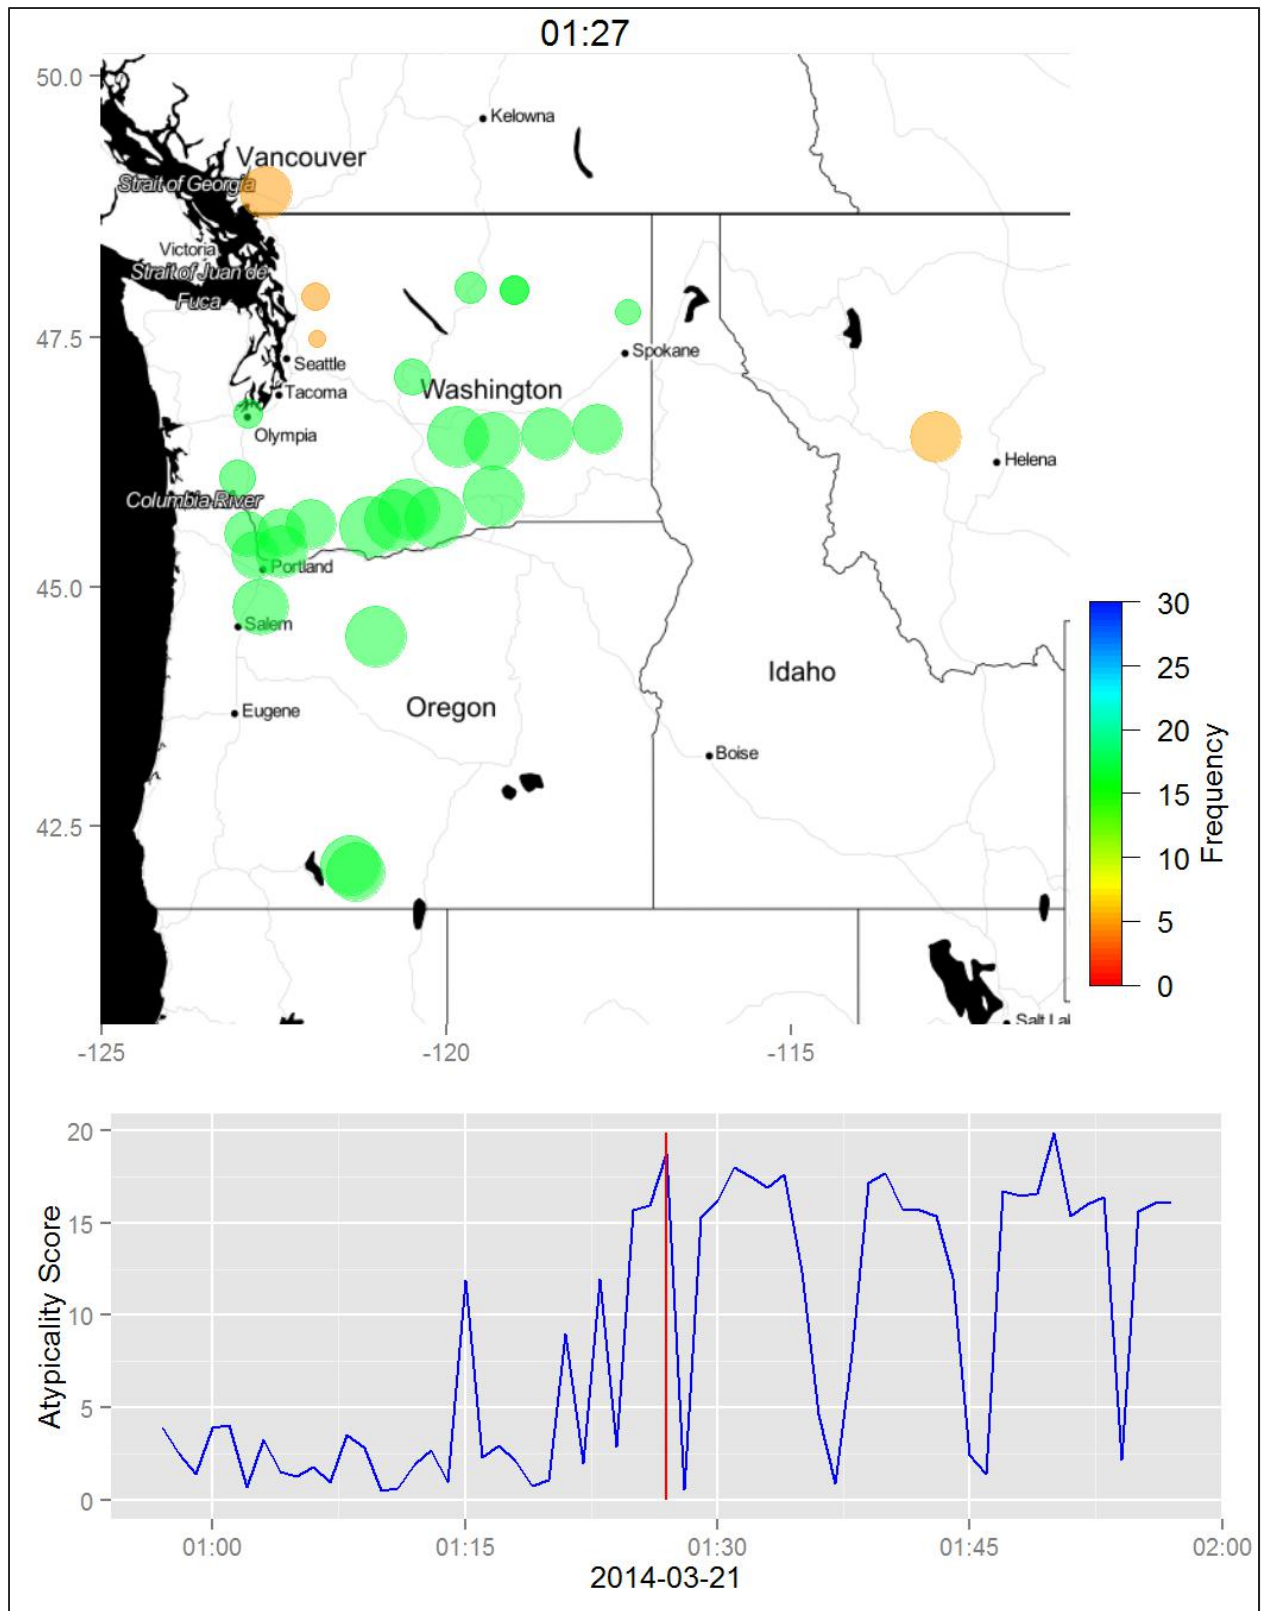 01:27
50.0
Kelowna
Vancouver
Strait of Georgia
Victoria
Strait of Juan de
Fuca
47.5
Seattle
Spokane
Tacoma
Washington
Olympia
Helena
Columbia River
Portland
45.0
Salem
30
25
Idaho
Eugene
Oregon
20
Boise
15
Frequency
42.5
10
5
0
Salt Lal
-125
-120
-115
20
15
10
5
0
Atypicality Score
01:00
01:15
01:30
01:45
02:00
2014-03-21